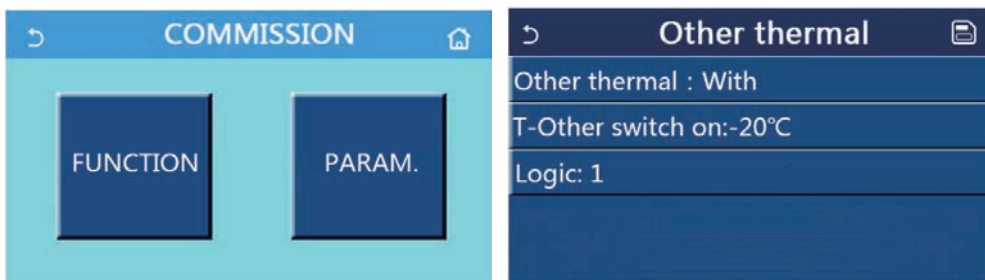 COMMISSION
FUNCTION
PARAM.
Other thermal
Other thermal : With
T-Other switch on:-20℃
Logic: 1